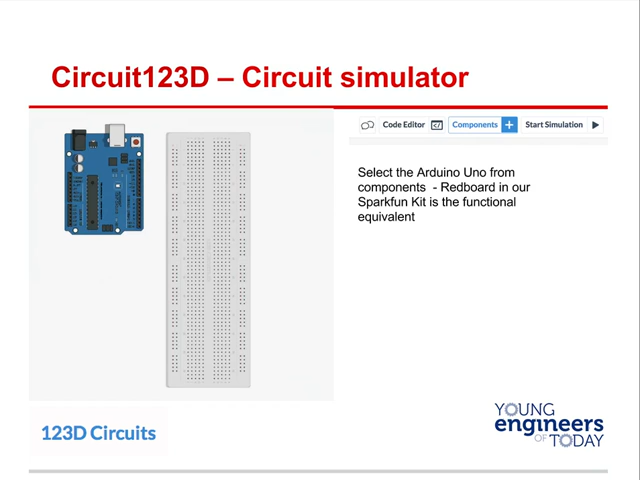 Circuit123D – Circuit simulator
Code Editor
Components
Start Simulation
Select the Arduino Uno from
components - Redboard in our
Sparkfun Kit is the functional
equivalent
123D Circuits
YOUNG
engineers
OF TODAY